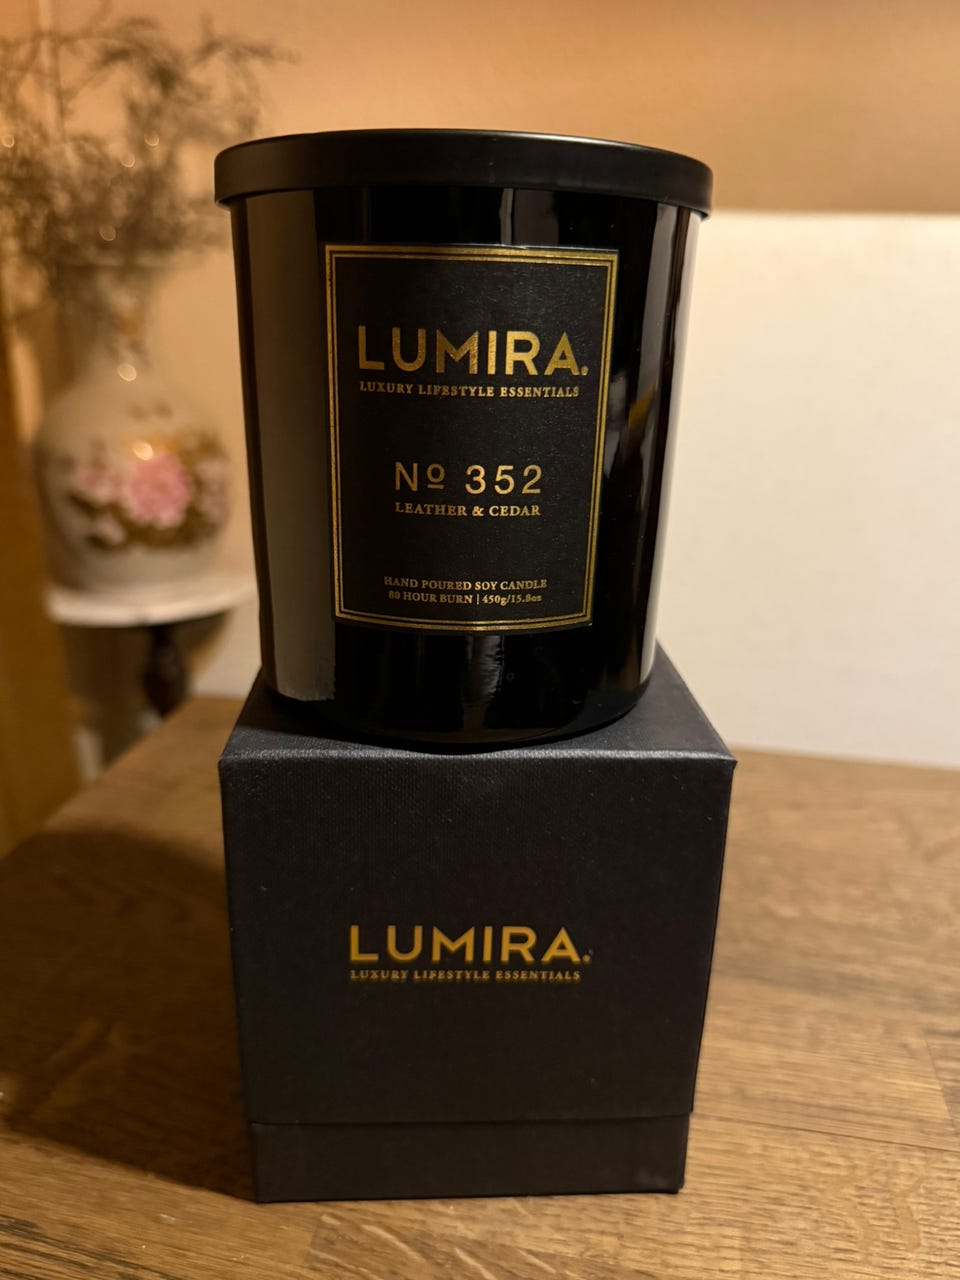 LUMIRA.
LUXURY LIFESTYLE ESSENTIALS
Nº 352
LEATHER & CEDAR
HAND POURED SOY CANDLE
80 HOUR BURN | 450g/15.8oz
LUMIRA.
LUXURY LIFESTYLE ESSENTIALS